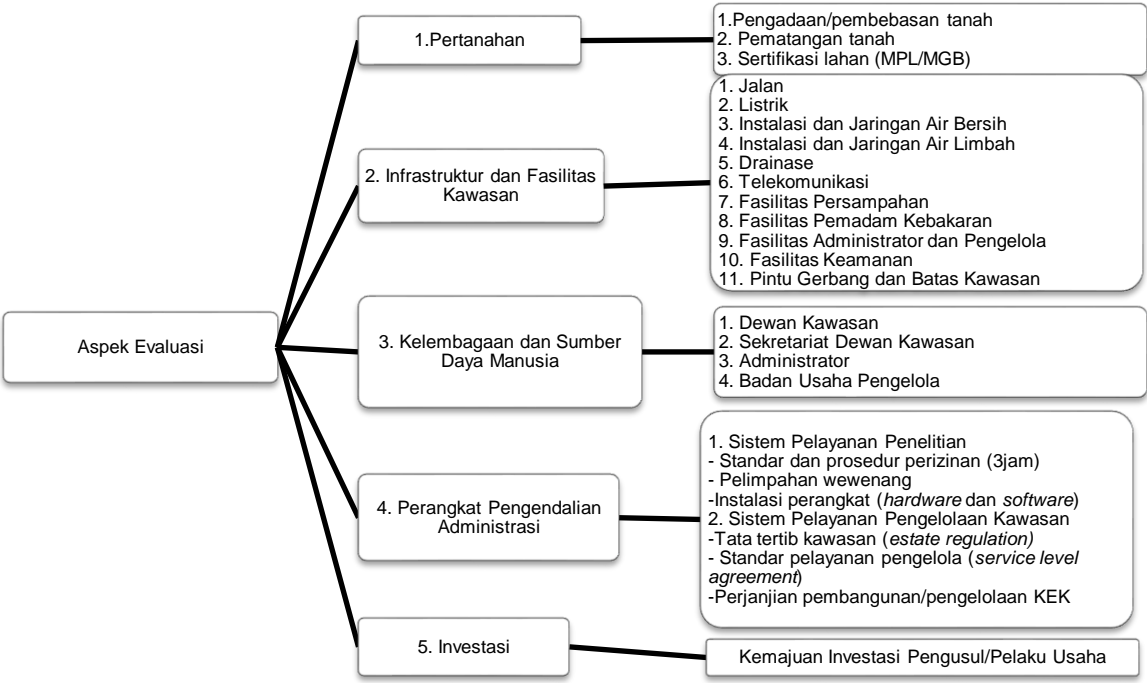 Aspek Evaluasi
1.Pertanahan
1.Pengadaan/pembebasan tanah
2. Pematangan tanah
3. Sertifikasi lahan (MPL/MGB)
2. Infrastruktur dan Fasilitas
Kawasan
1. Jalan
2. Listrik
3. Instalasi dan Jaringan Air Bersih
4. Instalasi dan Jaringan Air Limbah
5. Drainase
6. Telekomunikasi
7. Fasilitas Persampahan
8. Fasilitas Pemadam Kebakaran
9. Fasilitas Administrator dan Pengelola
10. Fasilitas Keamanan
11. Pintu Gerbang dan Batas Kawasan
3. Kelembagaan dan Sumber
Daya Manusia
1. Dewan Kawasan
2. Sekretariat Dewan Kawasan
3. Administrator
4. Badan Usaha Pengelola
4. Perangkat Pengendalian
Administrasi
1. Sistem Pelayanan Penelitian
- Standar dan prosedur perizinan (3jam)
- Pelimpahan wewenang
-Instalasi perangkat (hardware dan software)
2. Sistem Pelayanan Pengelolaan Kawasan
-Tata tertib kawasan (estate regulation)
- Standar pelayanan pengelola (service level
agreement)
-Perjanjian pembangunan/pengelolaan KEK
5. Investasi
Kemajuan Investasi Pengusul/Pelaku Usaha